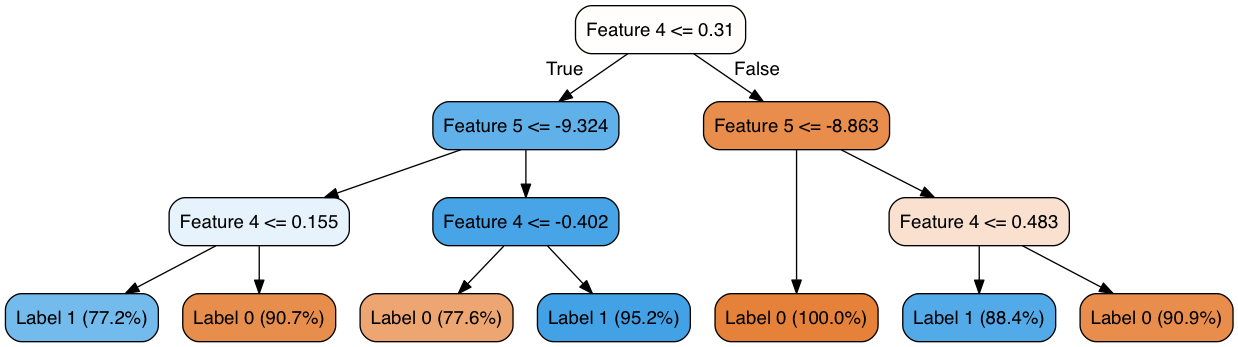 Feature 4 <= 0.31
True
False
Feature 5 <= -9.324
Feature 5 <= -8.863
Feature 4 <= 0.155
Feature 4 <= -0.402
Feature 4 <= 0.483
Label 1 (77.2%)
Label 0 (90.7%)
Label 0 (77.6%)
Label 1 (95.2%)
Label 0 (100.0%)
Label 1 (88.4%)
Label 0 (90.9%)